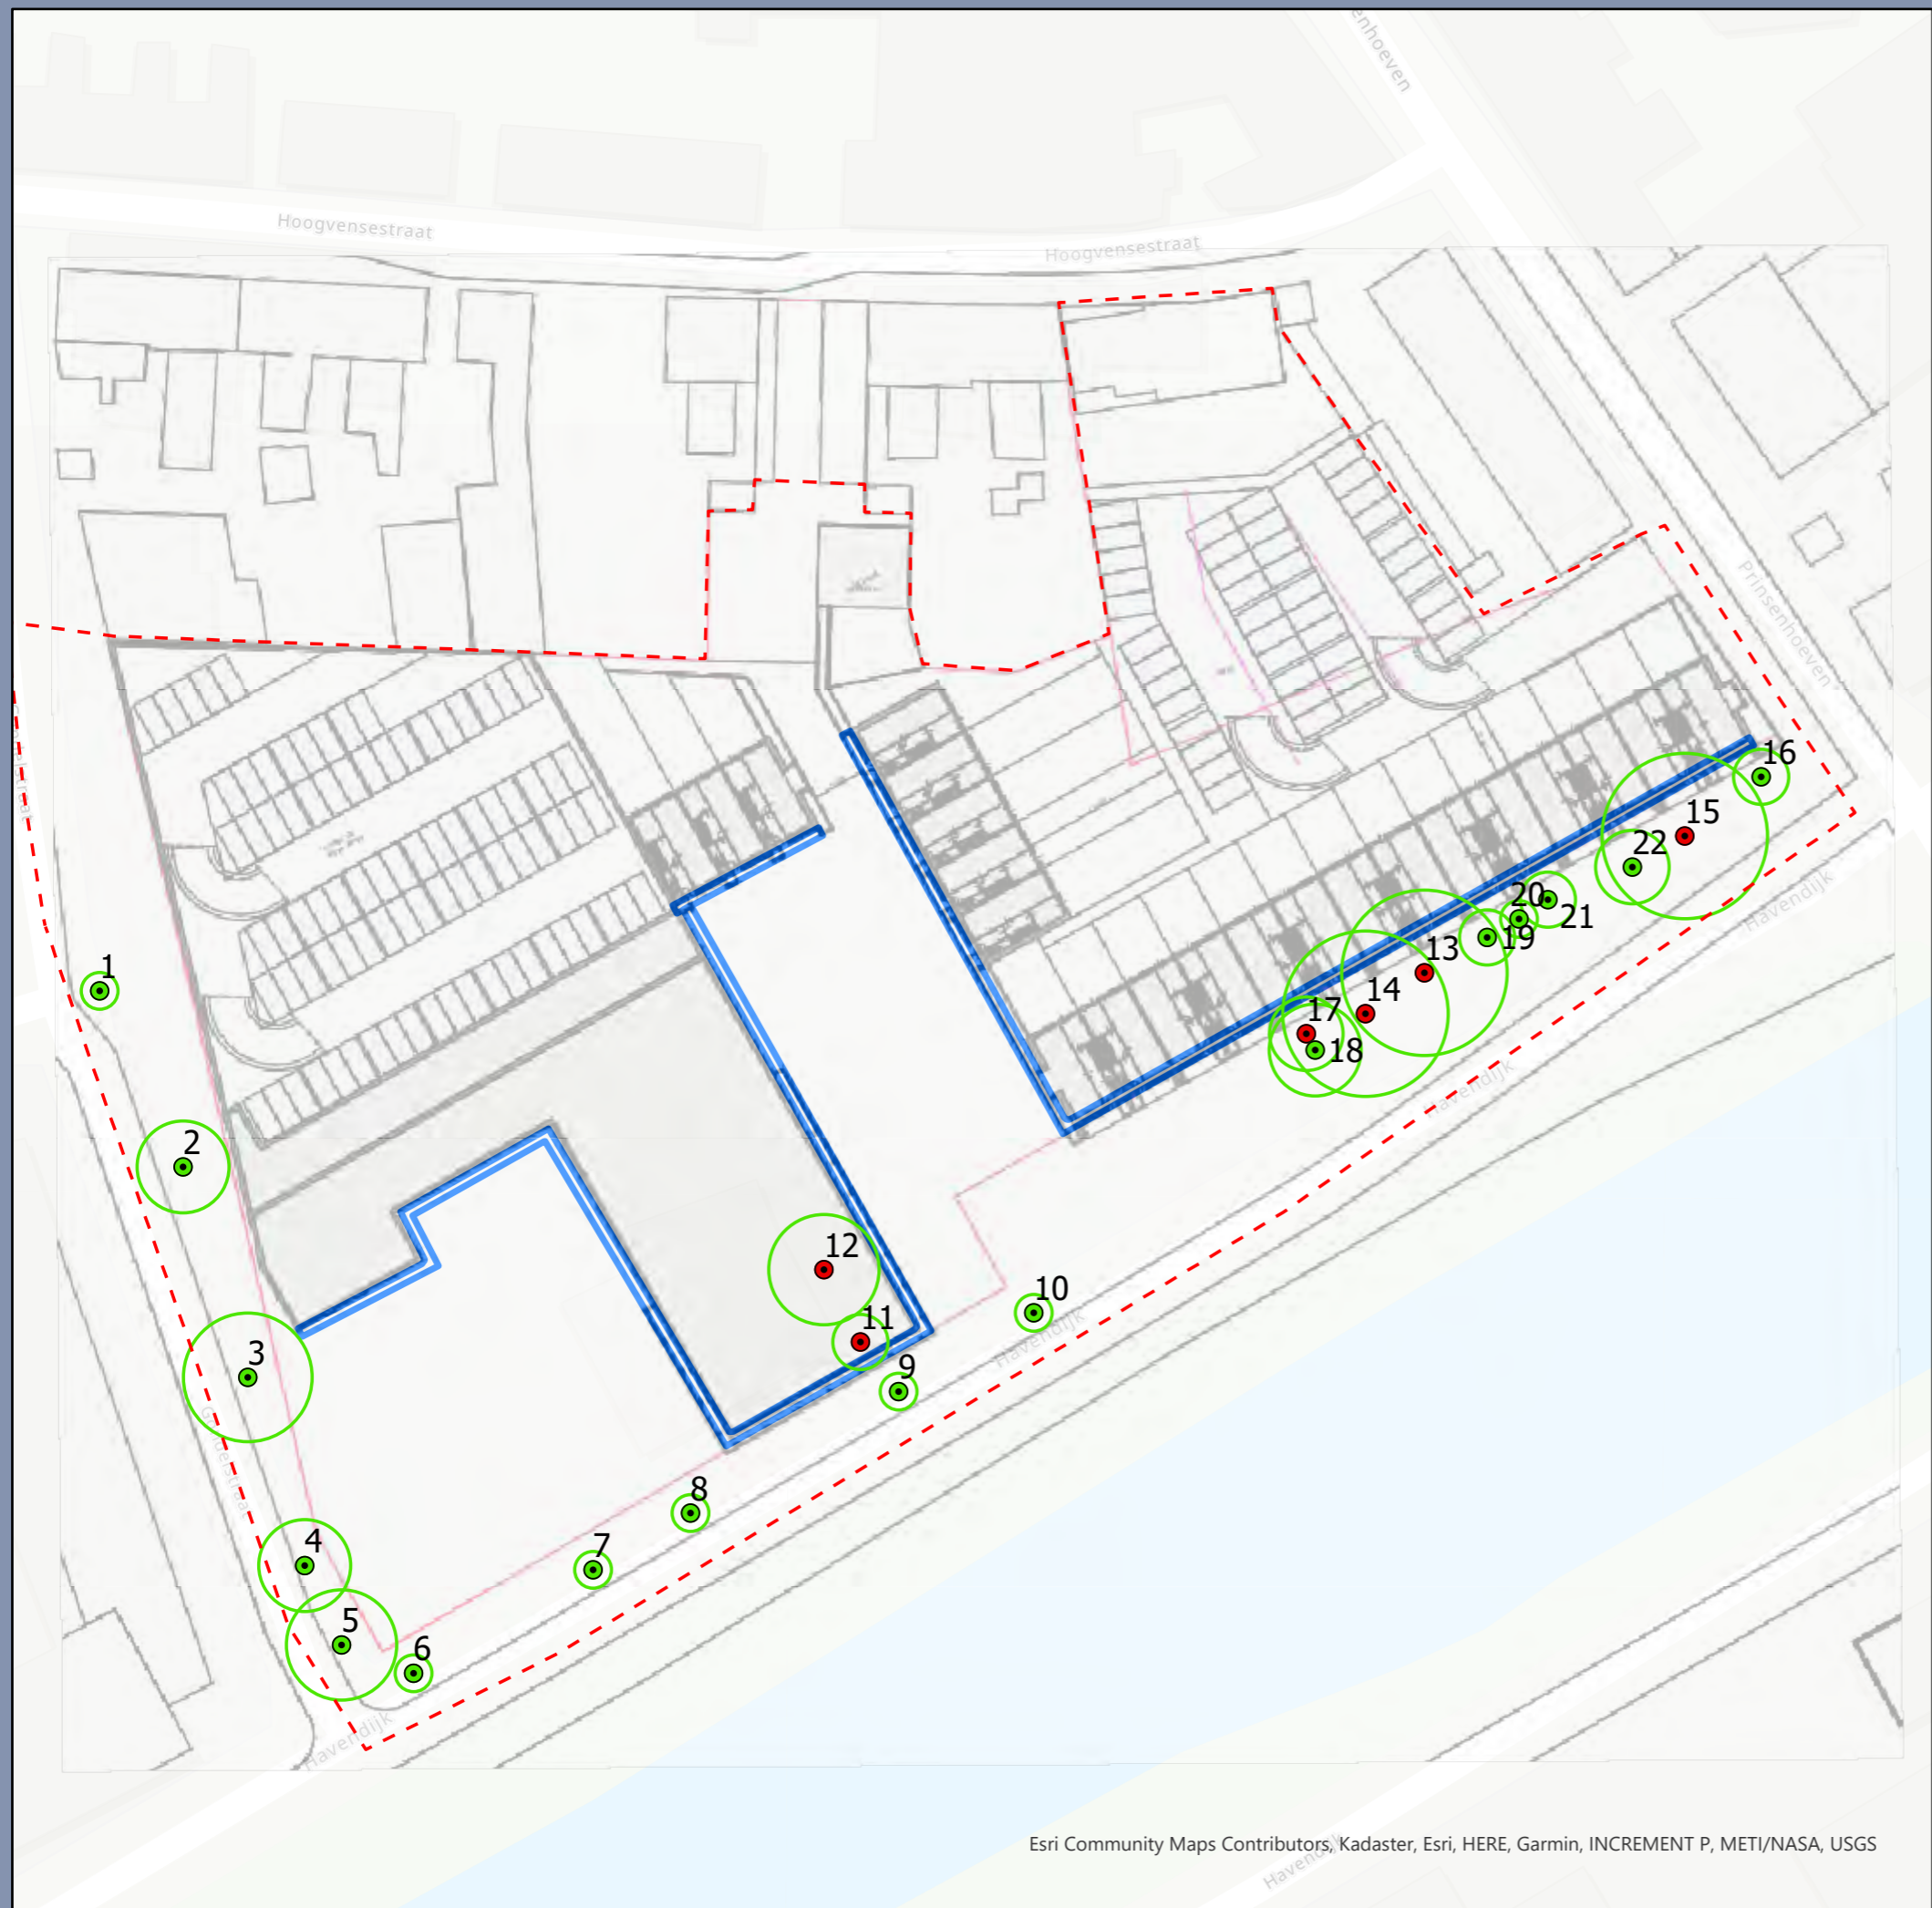 enhoeven
Hoogvensestraat
Hoogvensestraat
Prinsenhoeven
16
15
22
20
21
19
13
14
17
18
Havendijk
1
2
Havendijk
12
10
11
Havendijk
3
9
8
4
7
5
6
Havendijk
Esri Community Maps Contributors, Kadaster, Esri, HERE, Garmin, INCREMENT P, METI/NASA, USGS
Havendijk